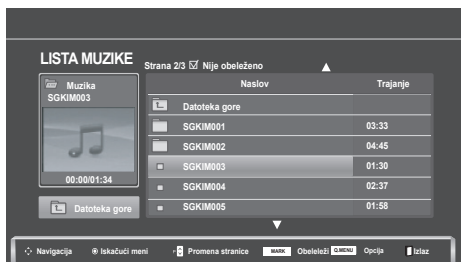 LISTA MUZIKE
Strana 2/3 ☑ Nije obeleženo
Muzika
SGKIM003
00:00/01:34
Datoteka gore
Naslov Trajanje
Datoteka gore
SGKIM001 03:33
SGKIM002 04:45
SGKIM003 01:30
SGKIM004 02:37
SGKIM005 01:58
Navigacija Iskačući meni Promena stranice MARK Obeleleži Q.MENU Opcija Izlaz